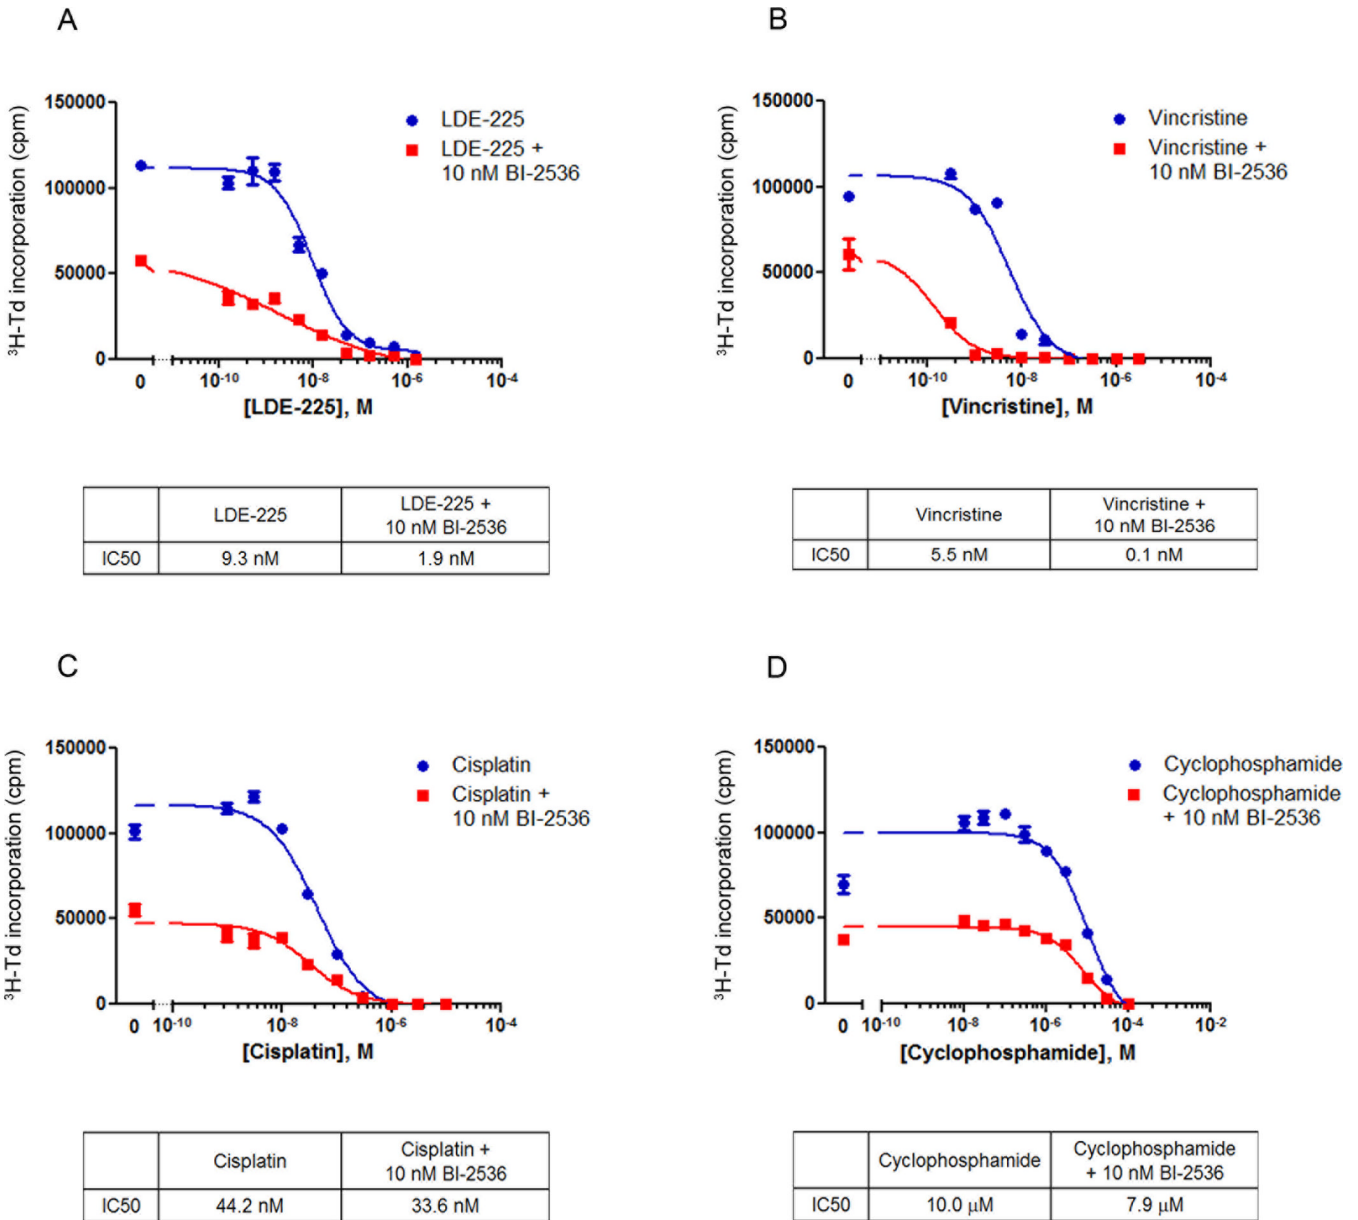 A
³H-Td incorporation (cpm)
150000
100000
50000
0
LDE-225
LDE-225 +
10 nM BI-2536
0 10⁻¹⁰ 10⁻⁸ 10⁻⁶ 10⁻⁴
[LDE-225], M
LDE-225 LDE-225 +
10 nM BI-2536
IC50 9.3 nM 1.9 nM
B
³H-Td incorporation (cpm)
150000
100000
50000
0
Vincristine
Vincristine +
10 nM BI-2536
0 10⁻¹⁰ 10⁻⁸ 10⁻⁶ 10⁻⁴
[Vincristine], M
Vincristine Vincristine +
10 nM BI-2536
IC50 5.5 nM 0.1 nM
C
³H-Td incorporation (cpm)
150000
100000
50000
0
Cisplatin
Cisplatin +
10 nM BI-2536
0 10⁻¹⁰ 10⁻⁸ 10⁻⁶ 10⁻⁴
[Cisplatin], M
Cisplatin Cisplatin +
10 nM BI-2536
IC50 44.2 nM 33.6 nM
D
³H-Td incorporation (cpm)
150000
100000
50000
0
Cyclophosphamide
Cyclophosphamide
+ 10 nM BI-2536
0 10⁻¹⁰ 10⁻⁸ 10⁻⁶ 10⁻⁴ 10⁻²
[Cyclophosphamide], M
Cyclophosphamide Cyclophosphamide
+ 10 nM BI-2536
IC50 10.0 µM 7.9 µM